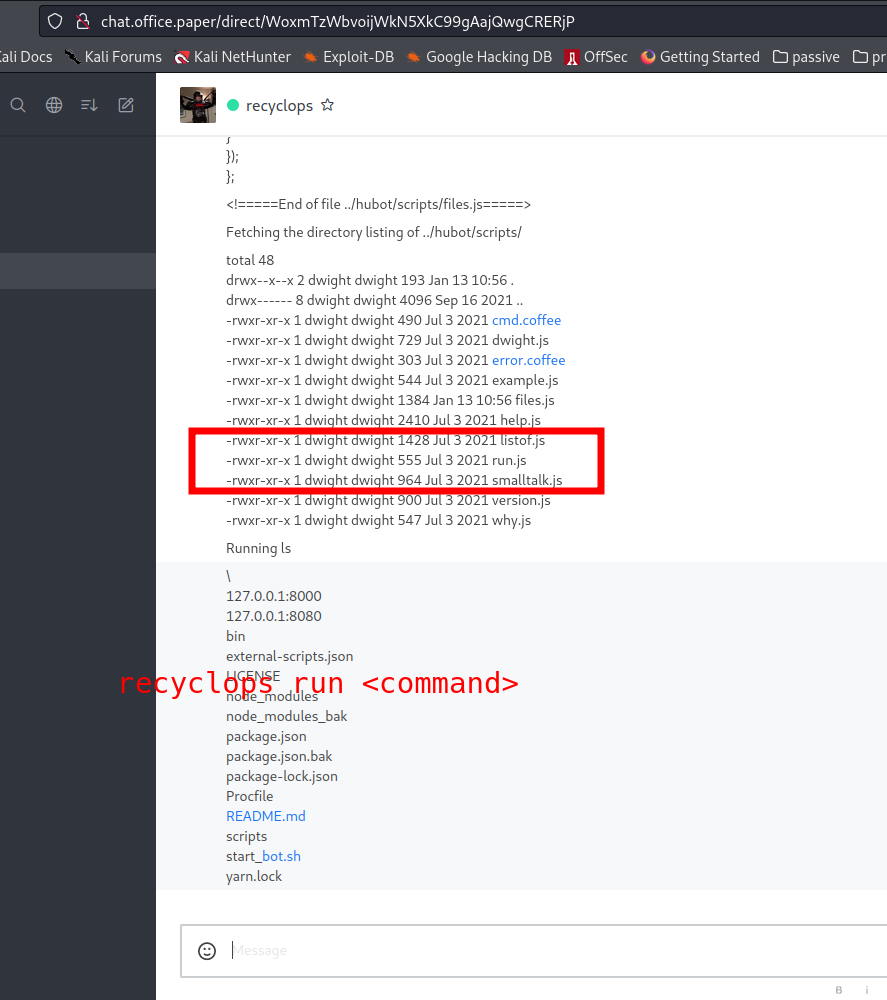 chat.office.paper/direct/WoxmTzWbvoijWkN5XkC99gAajQwgCRERjP
Kali Forums Kali NetHunter Exploit-DB Google Hacking DB OffSec Getting Started passive
recyclops
}
});
};
<!=====End of file ../hubot/scripts/files.js=====>
Fetching the directory listing of ../hubot/scripts/
total 48
drwx--x--x 2 dwight dwight 193 Jan 13 10:56 .
drwx------ 8 dwight dwight 4096 Sep 16 2021 ..
-rwxr-xr-x 1 dwight dwight 490 Jul 3 2021 cmd.coffee
-rwxr-xr-x 1 dwight dwight 729 Jul 3 2021 dwight.js
-rwxr-xr-x 1 dwight dwight 303 Jul 3 2021 error.coffee
-rwxr-xr-x 1 dwight dwight 544 Jul 3 2021 example.js
-rwxr-xr-x 1 dwight dwight 1384 Jan 13 10:56 files.js
-rwxr-xr-x 1 dwight dwight 2410 Jul 3 2021 help.js
-rwxr-xr-x 1 dwight dwight 1428 Jul 3 2021 listof.js
-rwxr-xr-x 1 dwight dwight 555 Jul 3 2021 run.js
-rwxr-xr-x 1 dwight dwight 964 Jul 3 2021 smalltalk.js
-rwxr-xr-x 1 dwight dwight 900 Jul 3 2021 version.js
-rwxr-xr-x 1 dwight dwight 547 Jul 3 2021 why.js
Running ls
\
127.0.0.1:8000
127.0.0.1:8080
bin
external-scripts.json
LICENSE
recyclops run <command>
node_modules
node_modules_bak
package.json
package.json.bak
package-lock.json
Procfile
README.md
scripts
start_bot.sh
yarn.lock
Message
B i